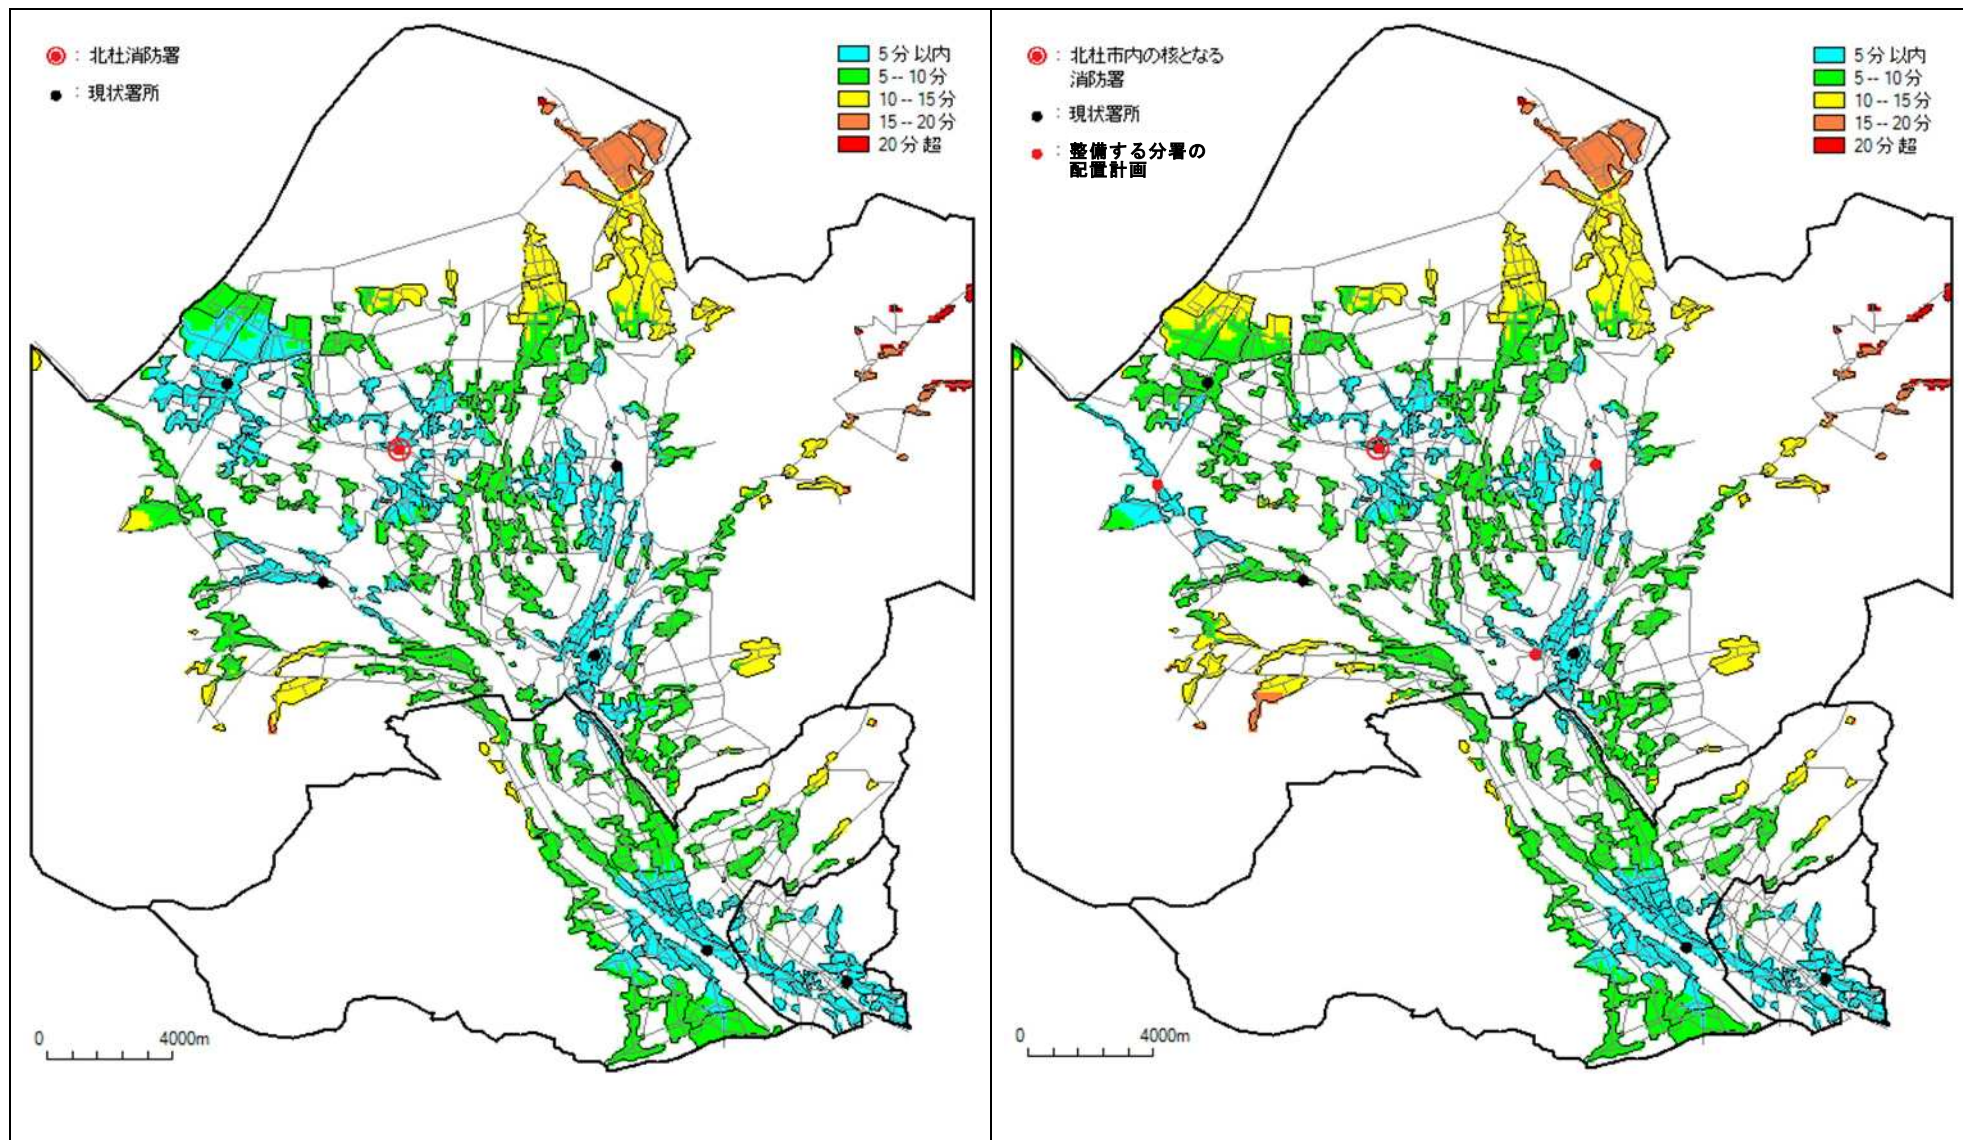 ◎ : 北杜消防署
● : 現状署所
5分以内
5--10分
10--15分
15--20分
20分超
0 4000m
◎ : 北杜市内の核となる
消防署
● : 現状署所
● : 整備する分署の
配置計画
5分以内
5--10分
10--15分
15--20分
20分超
0 4000m